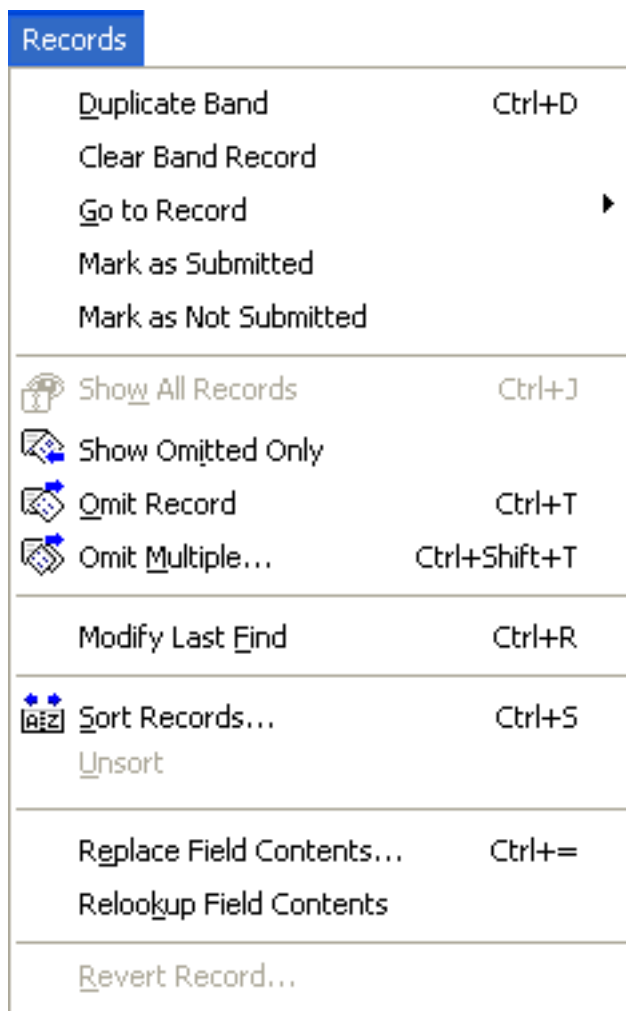 Records
Duplicate Band Ctrl+D
Clear Band Record
Go to Record
Mark as Submitted
Mark as Not Submitted
Show All Records Ctrl+J
Show Omitted Only
Omit Record Ctrl+T
Omit Multiple... Ctrl+Shift+T
Modify Last Find Ctrl+R
Sort Records... Ctrl+S
Unsort
Replace Field Contents... Ctrl+=
Relookup Field Contents
Revert Record...